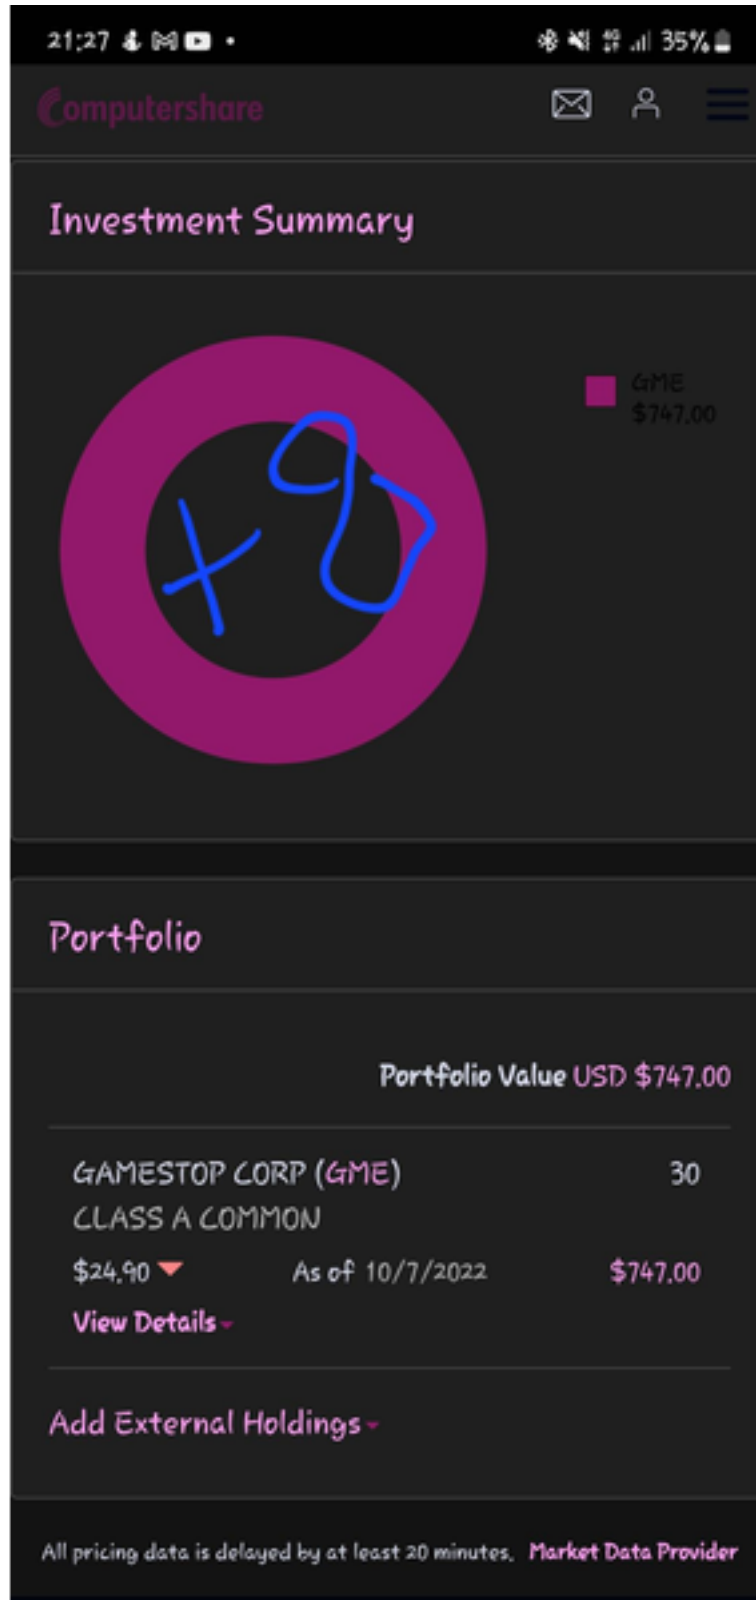 21:27
35%
Computershare
Investment Summary
GME
$747.00
+8
Portfolio
Portfolio Value USD $747.00
GAMESTOP CORP (GME) 30
CLASS A COMMON
$24.90 As of 10/7/2022 $747.00
View Details
Add External Holdings
All pricing data is delayed by at least 20 minutes. Market Data Provider